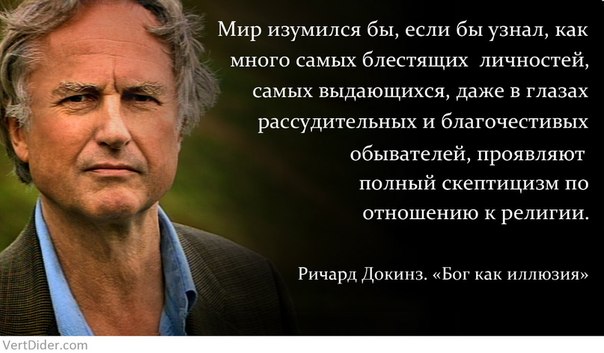 Мир изумился бы, если бы узнал, как
много самых блестящих личностей,
самых выдающихся, даже в глазах
рассудительных и благочестивых
обывателей, проявляют
полный скептицизм по
отношению к религии.
Ричард Докинз. «Бог как иллюзия»
VertDider.com